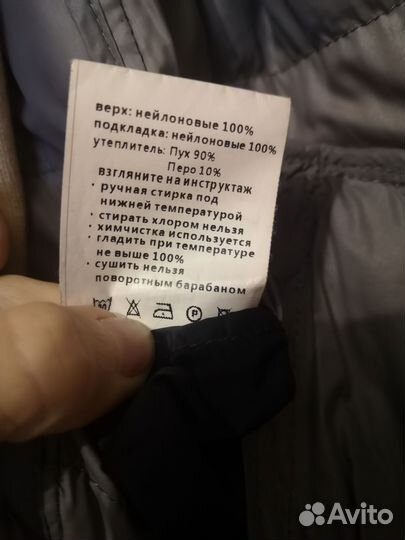 верх: нейлоновые 100%
подкладка: нейлоновые 100%
утеплитель: Пух 90%
Перо 10%
взгляните на инструктаж
· ручная стирка под
нижней температурой
· стирать хлором нельзя
· химчистка используется
· гладить при температуре
не выше 100%
· сушить нельзя
поворотным барабаном
P
Avito